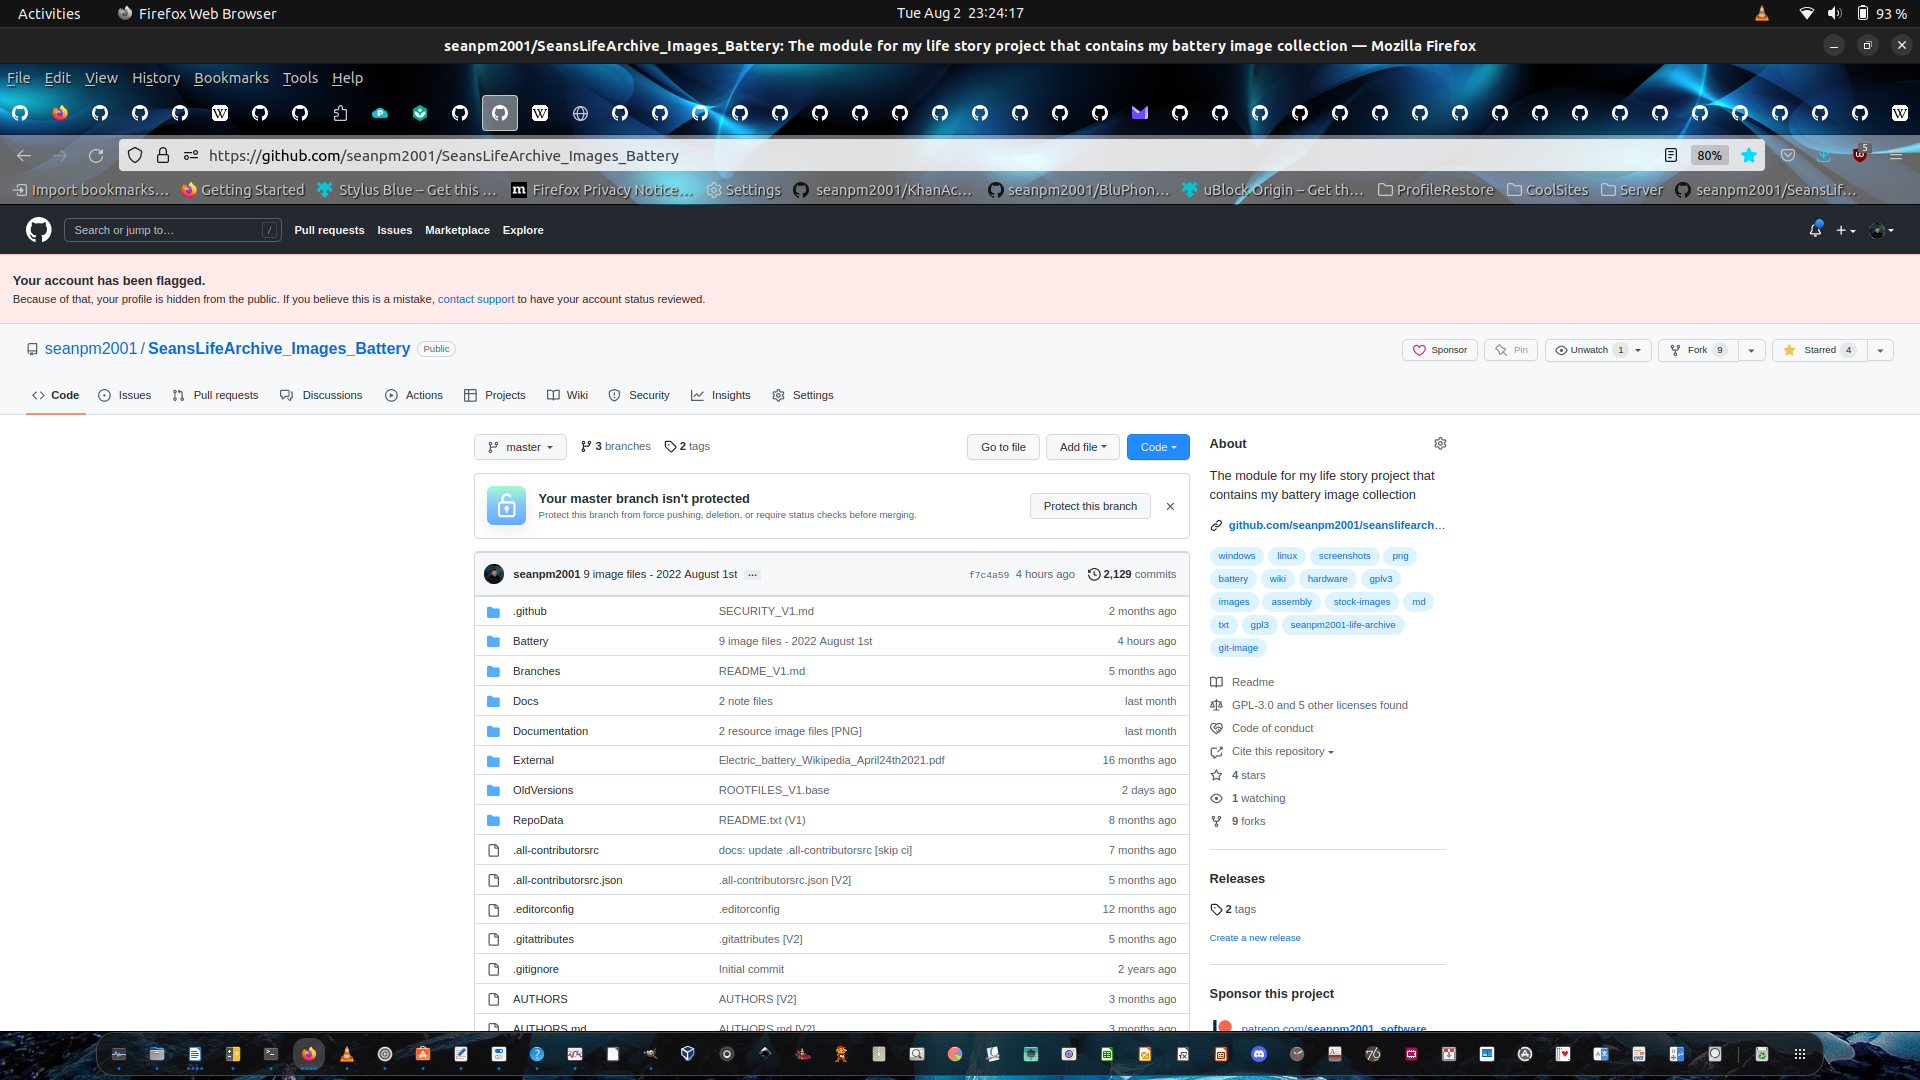 Activities
Firefox Web Browser
Tue Aug 2 23:24:17
93 %
seanpm2001/SeansLifeArchive_Images_Battery: The module for my life story project that contains my battery image collection — Mozilla Firefox
File Edit View History Bookmarks Tools Help
https://github.com/seanpm2001/SeansLifeArchive_Images_Battery
80%
5
Import bookmarks… Getting Started Stylus Blue – Get this … Firefox Privacy Notice… Settings seanpm2001/KhanAc… seanpm2001/BluPhon… uBlock Origin – Get th… ProfileRestore CoolSites Server seanpm2001/SeansLif…
Search or jump to… /
Pull requests Issues Marketplace Explore
Your account has been flagged.
Because of that, your profile is hidden from the public. If you believe this is a mistake, contact support to have your account status reviewed.
seanpm2001 / SeansLifeArchive_Images_Battery Public
Sponsor Pin Unwatch 1 Fork 9 Starred 4
Code Issues Pull requests Discussions Actions Projects Wiki Security Insights Settings
master 3 branches 2 tags Go to file Add file Code
Your master branch isn't protected
Protect this branch from force pushing, deletion, or require status checks before merging.
Protect this branch
seanpm2001 9 image files - 2022 August 1st … f7c4a59 4 hours ago 2,129 commits
.github SECURITY_V1.md 2 months ago
Battery 9 image files - 2022 August 1st 4 hours ago
Branches README_V1.md 5 months ago
Docs 2 note files last month
Documentation 2 resource image files [PNG] last month
External Electric_battery_Wikipedia_April24th2021.pdf 16 months ago
OldVersions ROOTFILES_V1.base 2 days ago
RepoData README.txt (V1) 8 months ago
.all-contributorsrc docs: update .all-contributorsrc [skip ci] 7 months ago
.all-contributorsrc.json .all-contributorsrc.json [V2] 5 months ago
.editorconfig .editorconfig 12 months ago
.gitattributes .gitattributes [V2] 5 months ago
.gitignore Initial commit 2 years ago
AUTHORS AUTHORS [V2] 3 months ago
AUTHORS.md AUTHORS.md [V2] 3 months ago
About
The module for my life story project that
contains my battery image collection
github.com/seanpm2001/seanslifearch…
windows linux screenshots png
battery wiki hardware gplv3
images assembly stock-images md
txt gpl3 seanpm2001-life-archive
git-image
Readme
GPL-3.0 and 5 other licenses found
Code of conduct
Cite this repository
4 stars
1 watching
9 forks
Releases
2 tags
Create a new release
Sponsor this project
patreon.com/seanpm2001_software